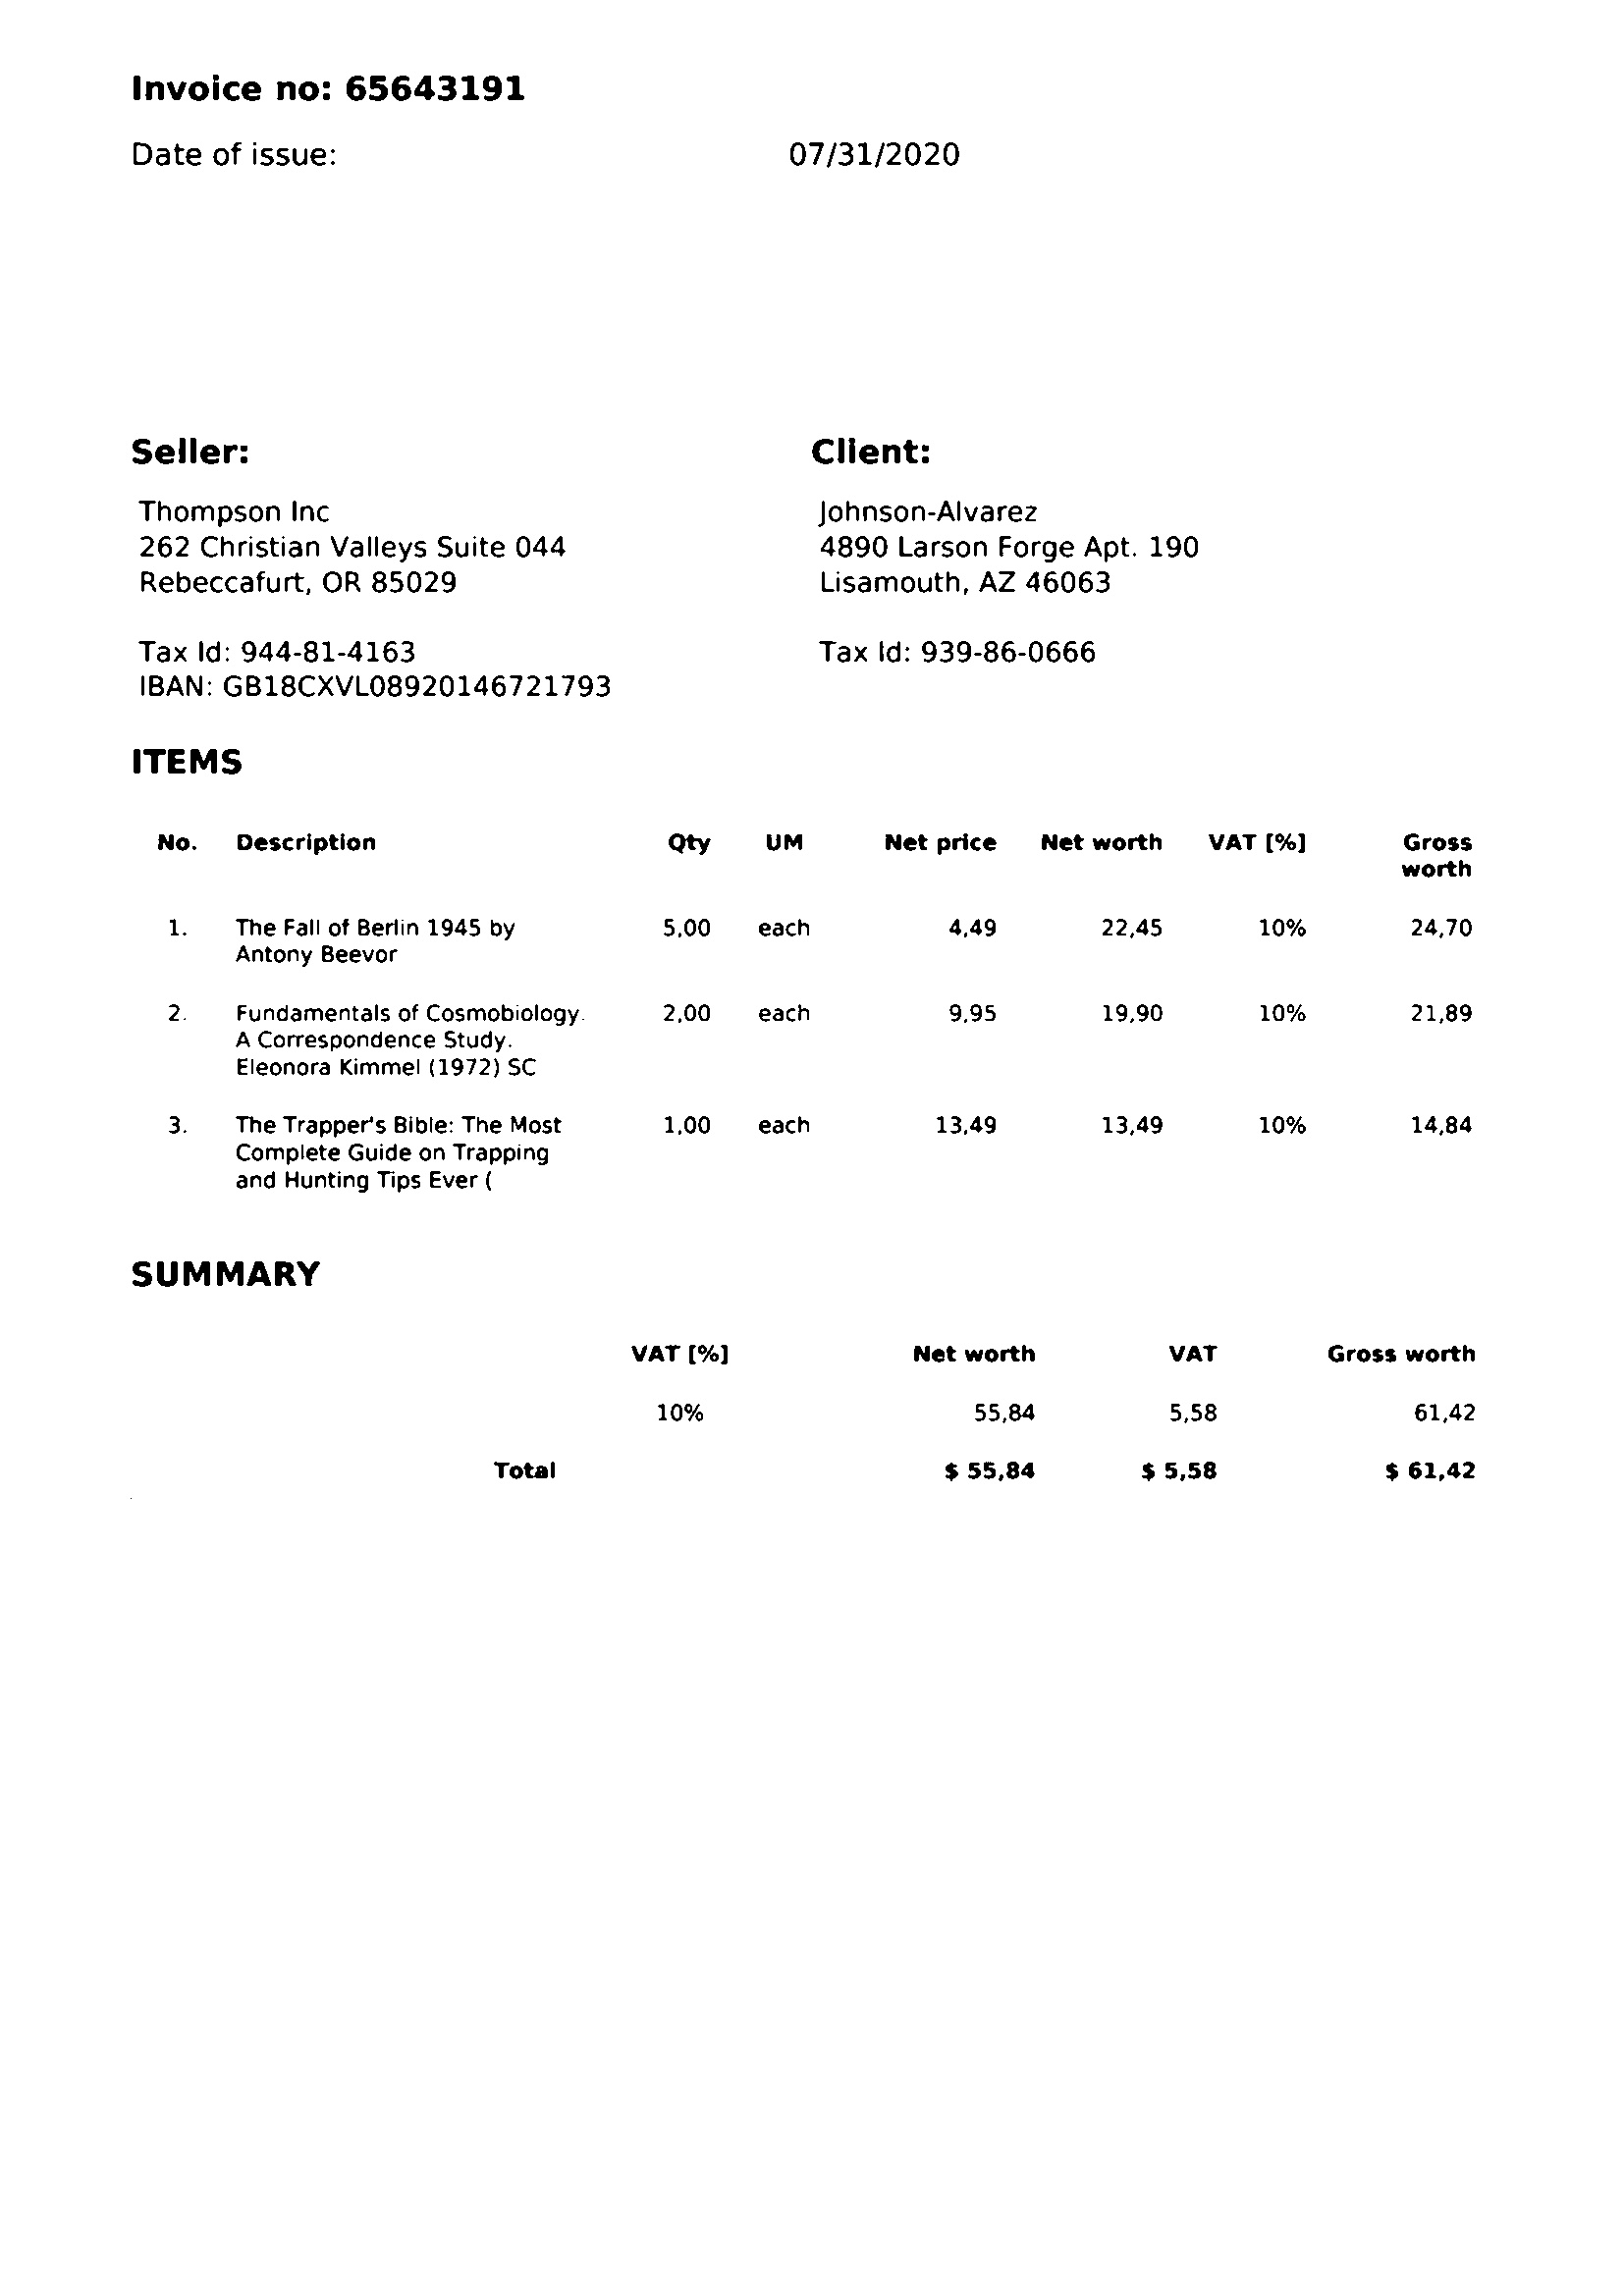 Invoice no: 65643191
Date of issue: 07/31/2020
Seller:
Thompson Inc
262 Christian Valleys Suite 044
Rebeccafurt, OR 85029
Tax Id: 944-81-4163
IBAN: GB18CXVL08920146721793
Client:
Johnson-Alvarez
4890 Larson Forge Apt. 190
Lisamouth, AZ 46063
Tax Id: 939-86-0666
ITEMS
No. Description Qty UM Net price Net worth VAT [%] Gross
worth
1. The Fall of Berlin 1945 by 5,00 each 4,49 22,45 10% 24,70
Antony Beevor
2. Fundamentals of Cosmobiology. 2,00 each 9,95 19,90 10% 21,89
A Correspondence Study.
Eleonora Kimmel (1972) SC
3. The Trapper's Bible: The Most 1,00 each 13,49 13,49 10% 14,84
Complete Guide on Trapping
and Hunting Tips Ever (
SUMMARY
VAT [%] Net worth VAT Gross worth
10% 55,84 5,58 61,42
Total $ 55,84 $ 5,58 $ 61,42